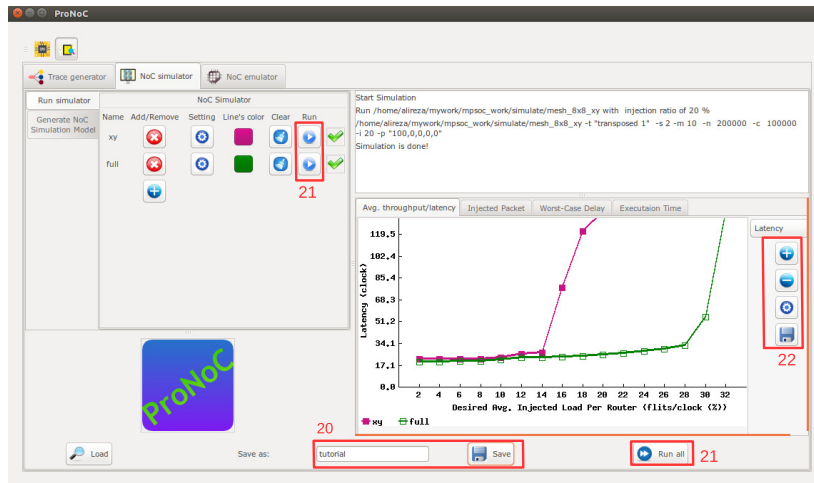 ProNoC
Trace generator
NoC simulator
NoC emulator
Run simulator
Generate NoC
Simulation Model
NoC Simulator
Name Add/Remove Setting Line's color Clear Run
xy
full
21
Start Simulation
Run /home/alireza/mywork/mpsoc_work/simulate/mesh_8x8_xy with injection ratio of 20 %
/home/alireza/mywork/mpsoc_work/simulate/mesh_8x8_xy -t "transposed 1" -s 2 -m 10 -n 200000 -c 100000
-i 20 -p "100,0,0,0,0"
Simulation is done!
Avg. throughput/latency
Injected Packet
Worst-Case Delay
Executaion Time
Latency
Latency (clock)
119,5
102,4
85,4
68,3
51,2
34,1
17,1
0,0
2 4 6 8 10 12 14 16 18 20 22 24 26 28 30 32
Desired Avg. Injected Load Per Router (flits/clock (%))
xy full
22
ProNoC
20
Load
Save as:
tutorial
Save
Run all
21